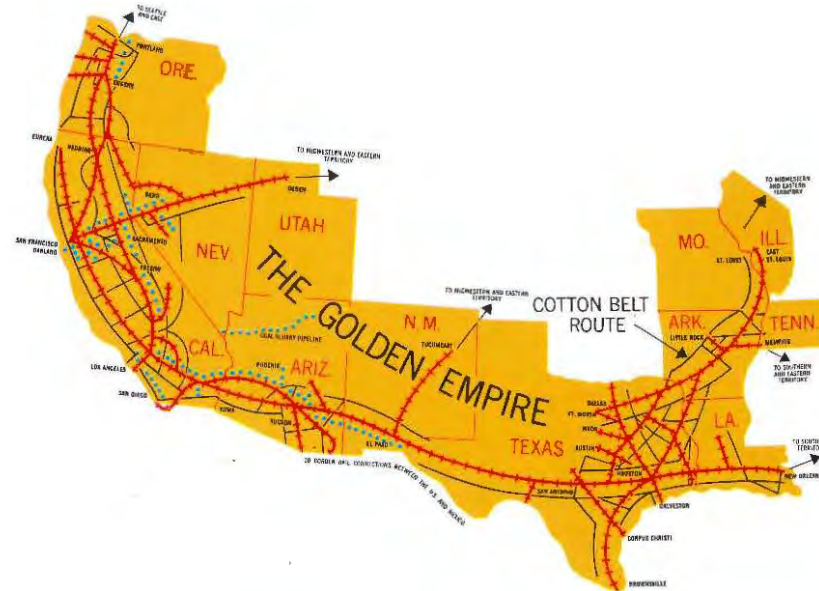 TO SEATTLE
AND EAST
PORTLAND
ORE.
EUGENE
EUREKA
REDDING
TO MIDWESTERN AND EASTERN
TERRITORY
OGDEN
RENO
UTAH
SAN FRANCISCO
OAKLAND
SACRAMENTO
NEV.
FRESNO
THE GOLDEN EMPIRE
TO MIDWESTERN
AND EASTERN
TERRITORY
MO.
ILL.
ST. LOUIS
EAST
ST. LOUIS
TO MIDWESTERN AND EASTERN
TERRITORY
N.M.
TUCUMCARI
COTTON BELT
ROUTE
ARK.
LITTLE ROCK
TENN.
MEMPHIS
TO SOUTHERN
AND EASTERN
TERRITORY
COAL SLURRY PIPELINE
CAL.
LOS ANGELES
PHOENIX
ARIZ.
SAN DIEGO
YUMA
TUCSON
EL PASO
DALLAS
FT. WORTH
WACO
AUSTIN
TEXAS
LA.
HOUSTON
SAN ANTONIO
GALVESTON
NEW ORLEANS
CORPUS CHRISTI
BROWNSVILLE
BORDER RAIL CONNECTIONS BETWEEN THE U.S. AND MEXICO